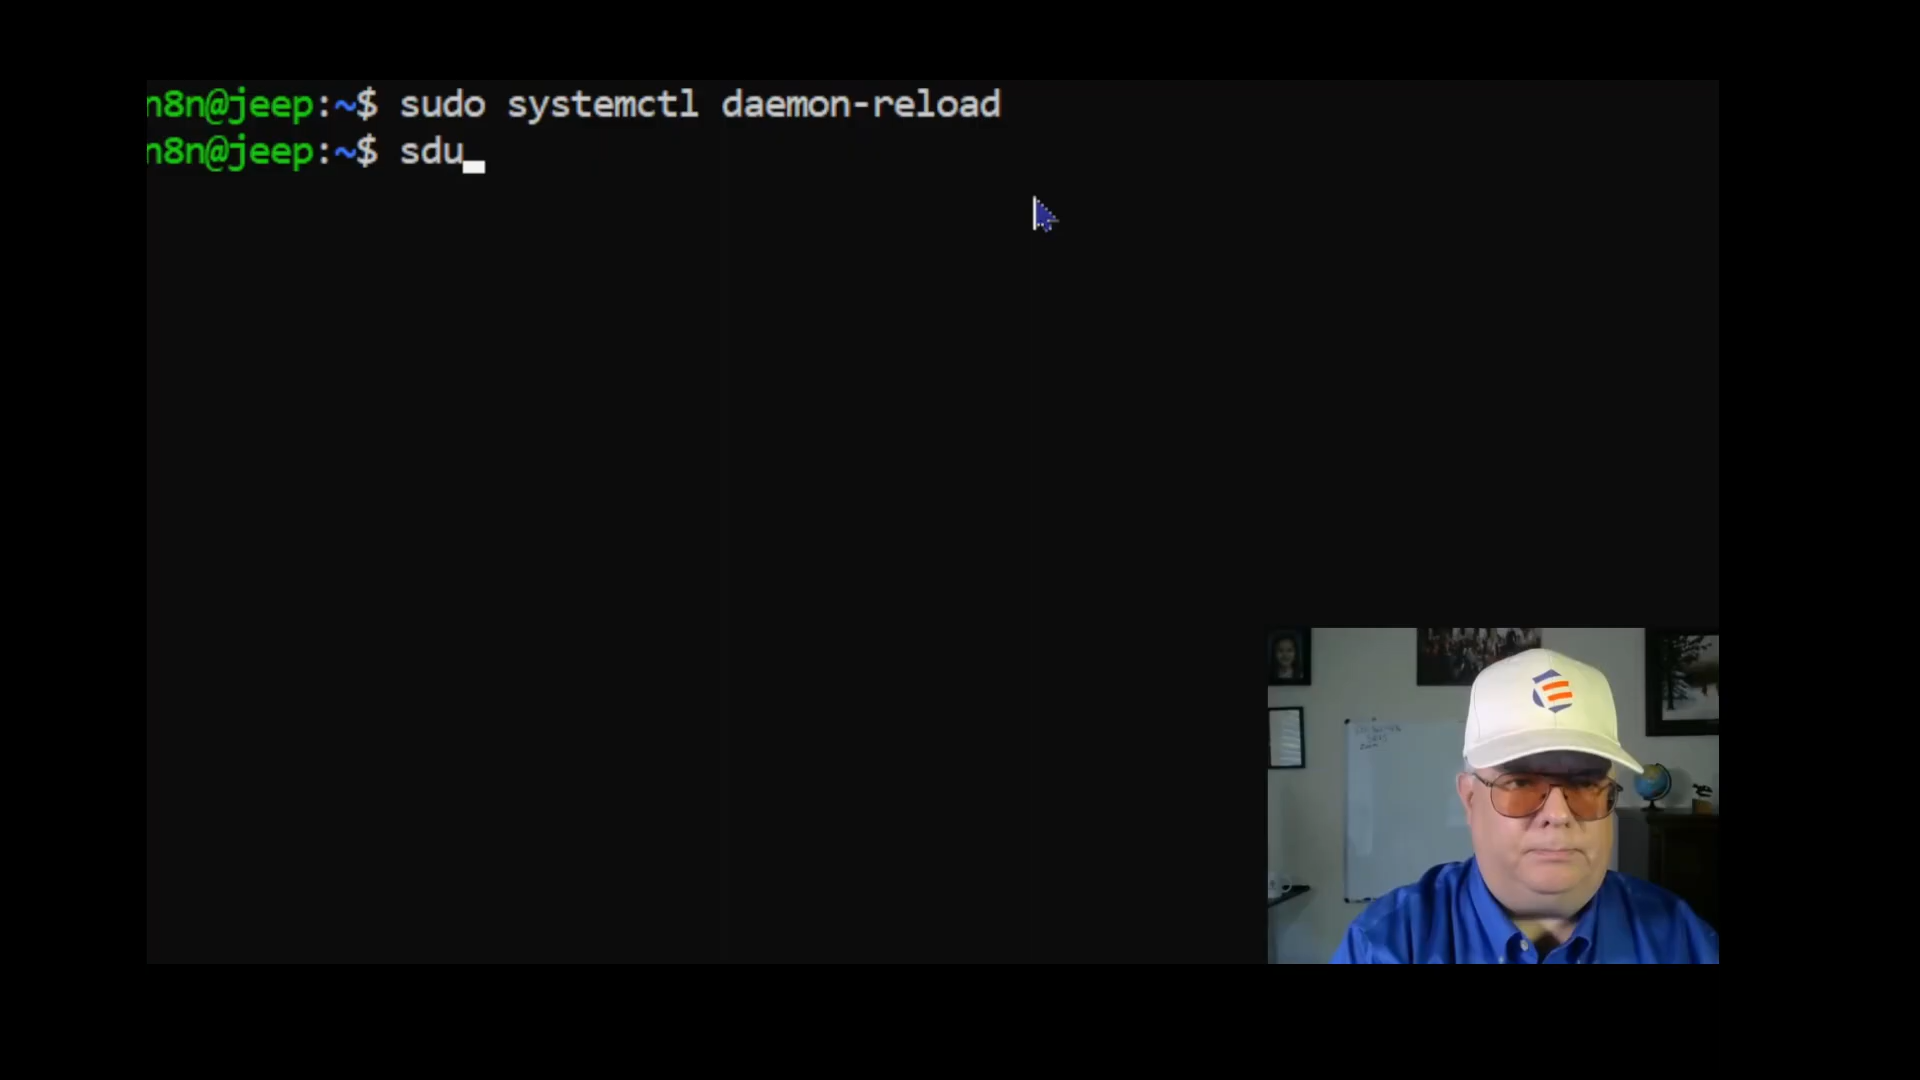 n8n@jeep:~$ sudo systemctl daemon-reload
n8n@jeep:~$ sdu